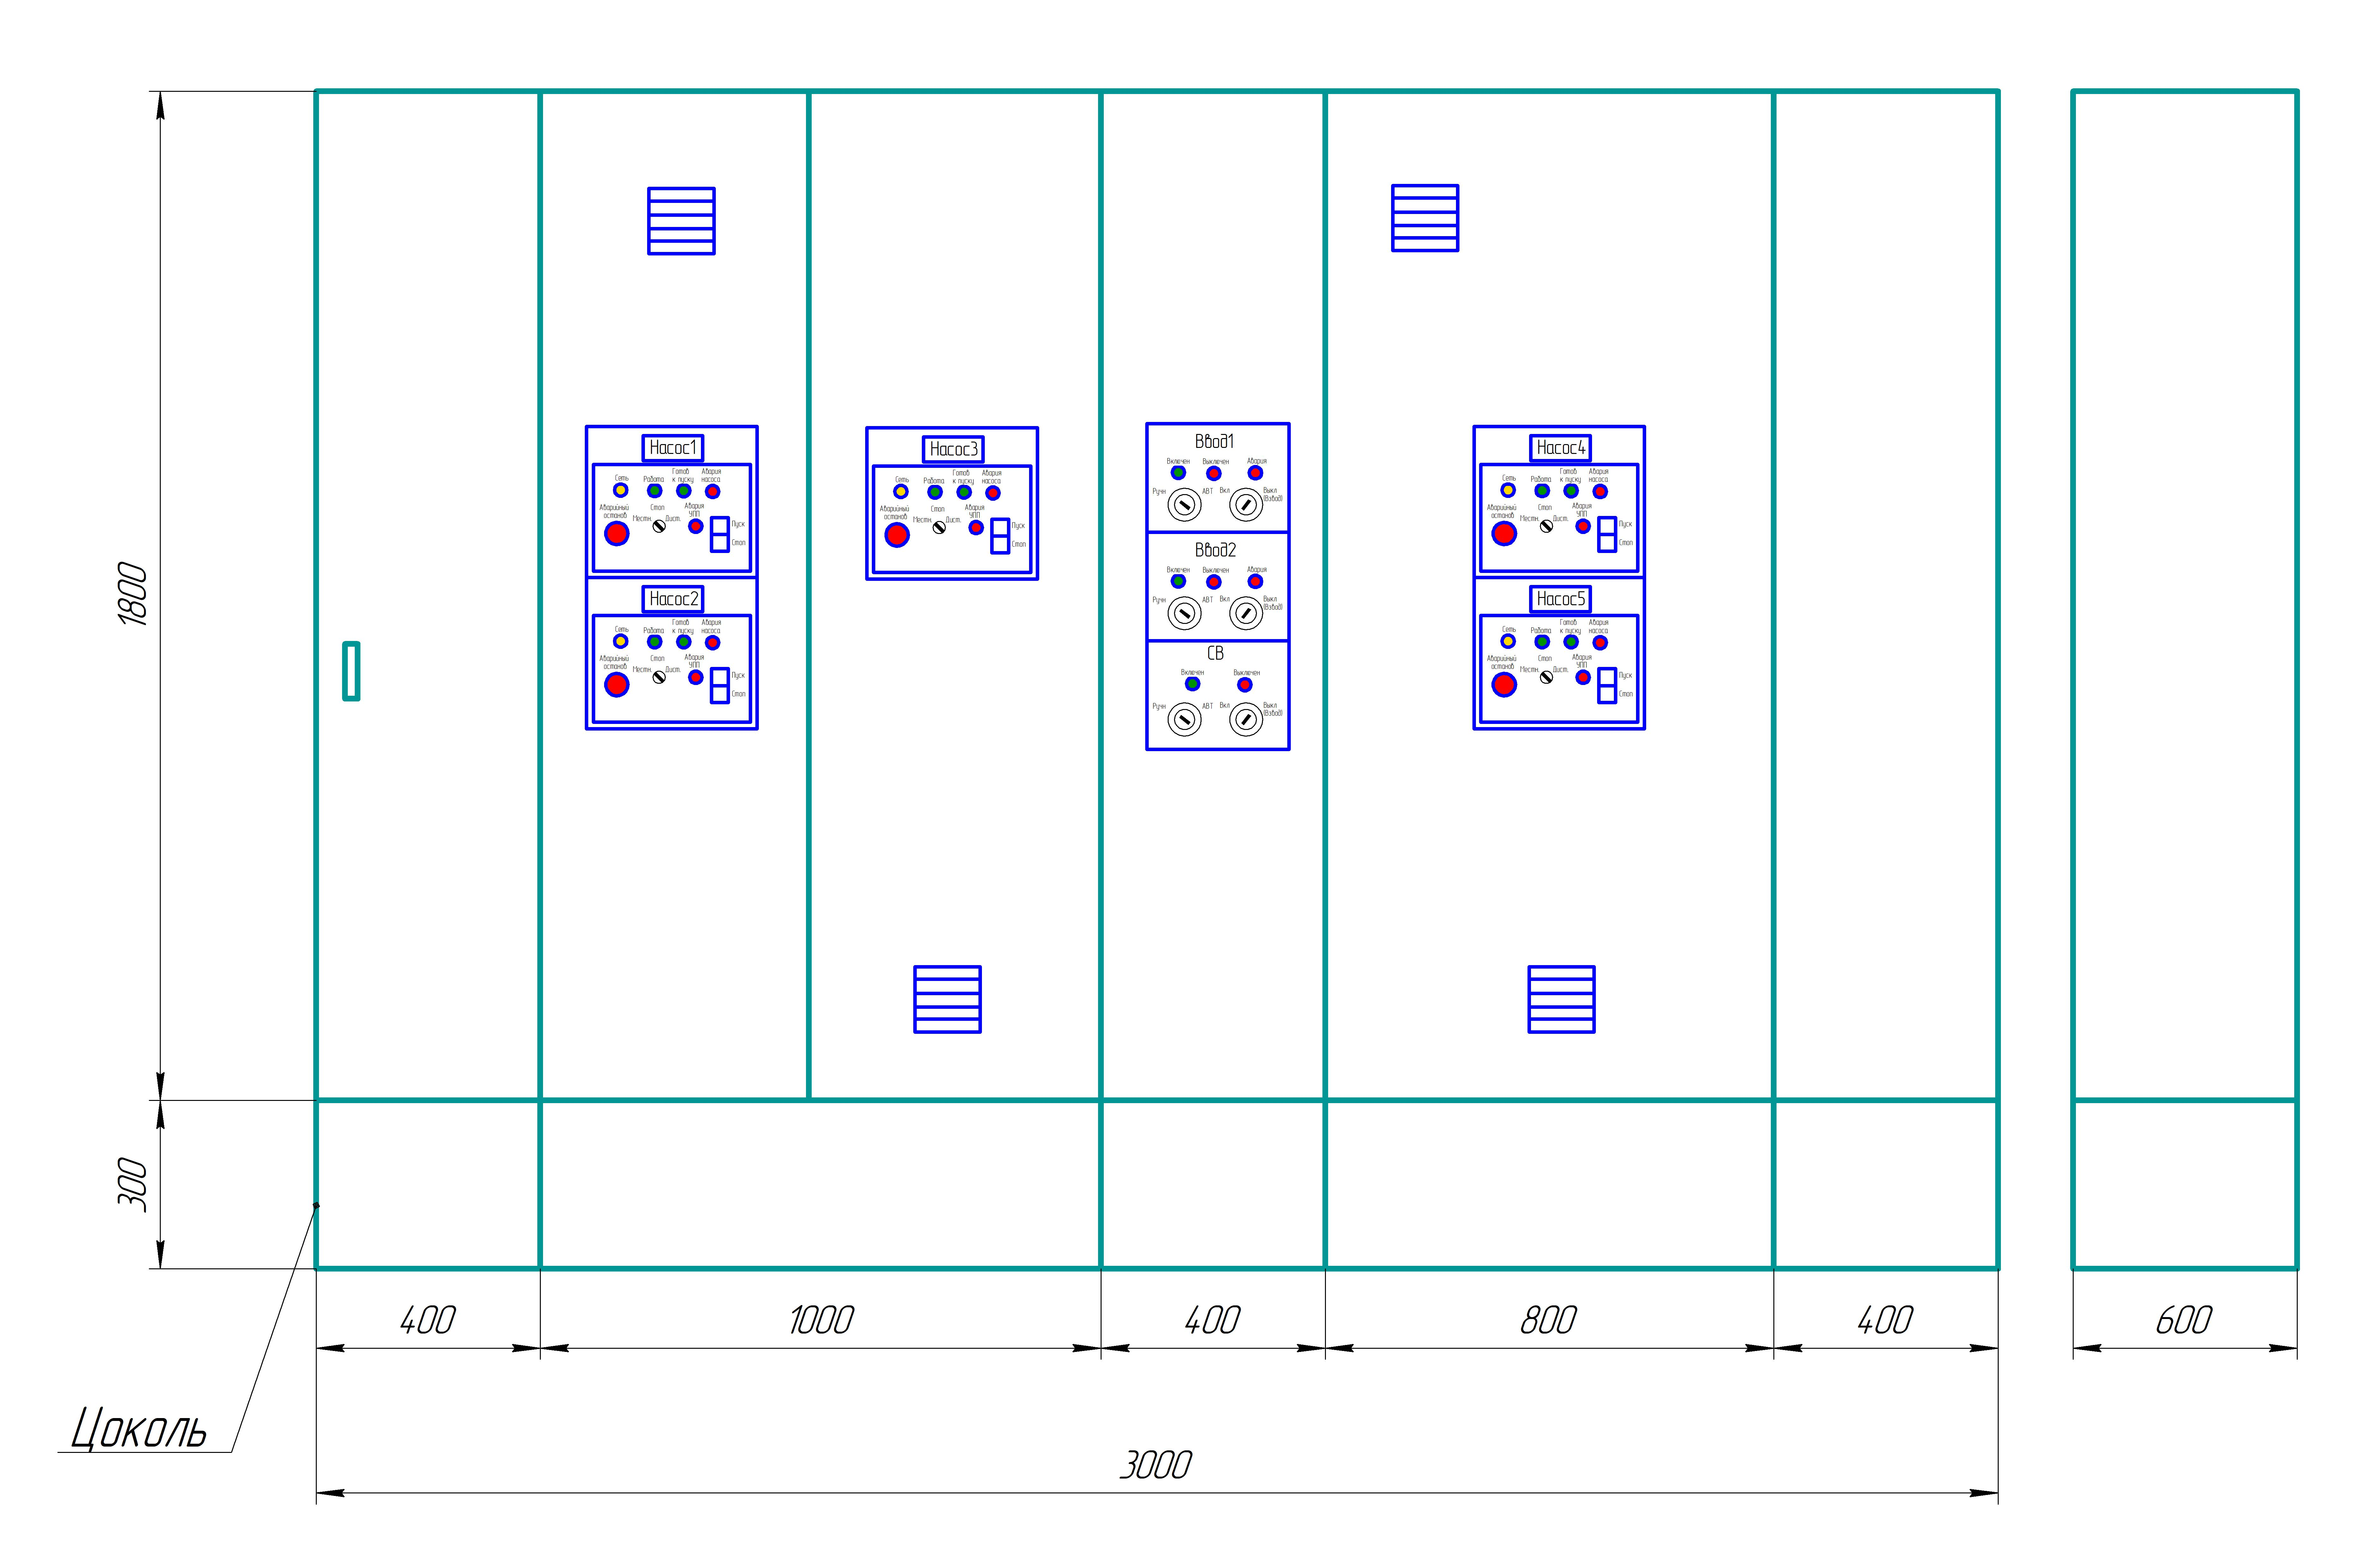 Насос1
Сеть
Работа
Готов
к пуску
Авария
насоса
Аварийный
останов
Стоп
Местн.
Дист.
Авария
УПП
Пуск
Стоп
Насос2
Сеть
Работа
Готов
к пуску
Авария
насоса
Аварийный
останов
Стоп
Местн.
Дист.
Авария
УПП
Пуск
Стоп
Насос3
Сеть
Работа
Готов
к пуску
Авария
насоса
Аварийный
останов
Стоп
Местн.
Дист.
Авария
УПП
Пуск
Стоп
Ввод1
Включен
Выключен
Авария
Ручн
АВТ
Вкл
Выкл
(Взвод)
Ввод2
Включен
Выключен
Авария
Ручн
АВТ
Вкл
Выкл
(Взвод)
СВ
Включен
Выключен
Ручн
АВТ
Вкл
Выкл
(Взвод)
Насос4
Сеть
Работа
Готов
к пуску
Авария
насоса
Аварийный
останов
Стоп
Местн.
Дист.
Авария
УПП
Пуск
Стоп
Насос5
Сеть
Работа
Готов
к пуску
Авария
насоса
Аварийный
останов
Стоп
Местн.
Дист.
Авария
УПП
Пуск
Стоп
1800
300
400
1000
400
800
400
600
Цоколь
3000